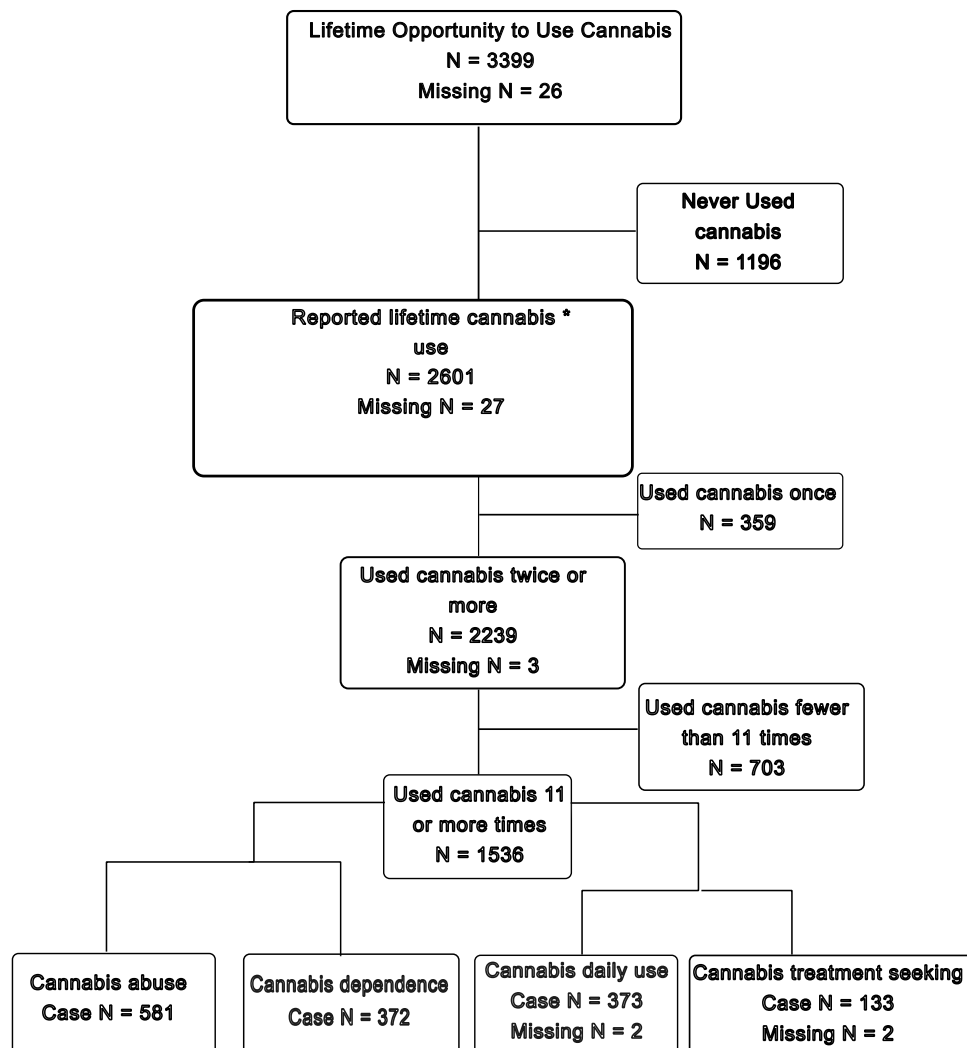 Lifetime Opportunity to Use Cannabis
N = 3399
Missing N = 26
Never Used
cannabis
N = 1196
Reported lifetime cannabis *
use
N = 2601
Missing N = 27
Used cannabis once
N = 359
Used cannabis twice or
more
N = 2239
Missing N = 3
Used cannabis fewer
than 11 times
N = 703
Used cannabis 11
or more times
N = 1536
Cannabis abuse
Case N = 581
Cannabis dependence
Case N = 372
Cannabis daily use
Case N = 373
Missing N = 2
Cannabis treatment seeking
Case N = 133
Missing N = 2